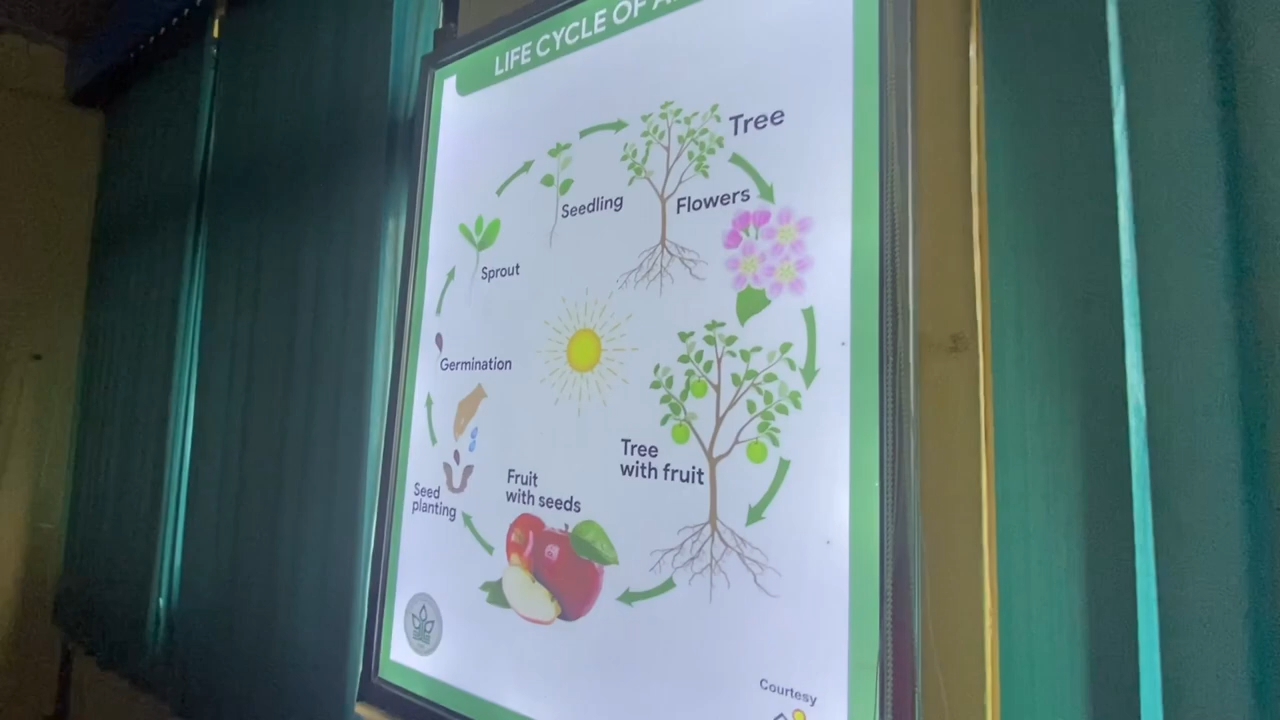 LIFE CYCLE OF
Tree
Seedling
Flowers
Sprout
Germination
Tree
with fruit
Fruit
with seeds
Seed
planting
Courtesy